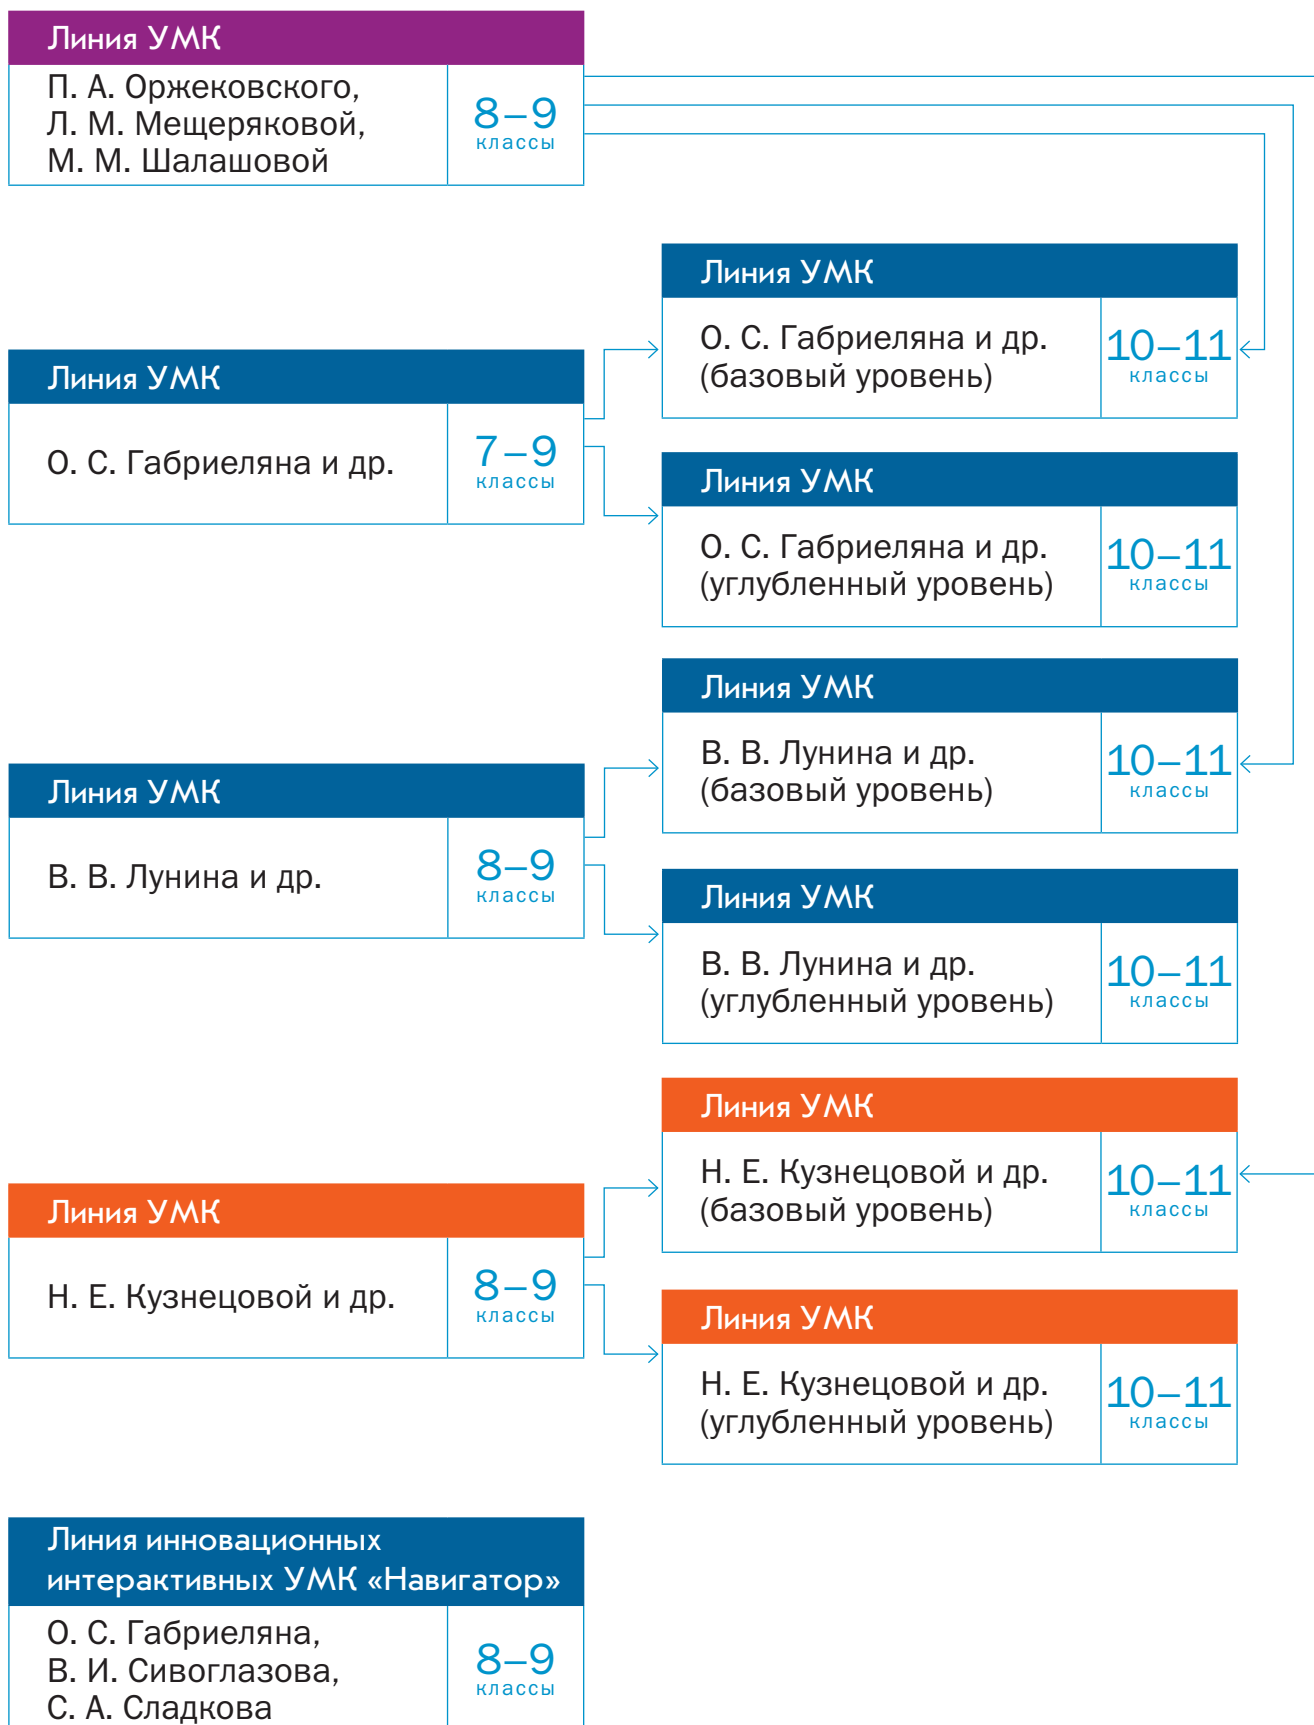 Линия УМК
П. А. Оржековского,
Л. М. Мещеряковой,
М. М. Шалашовой
8–9
классы
Линия УМК
О. С. Габриеляна и др.
(базовый уровень)
10–11
классы
Линия УМК
О. С. Габриеляна и др.
7–9
классы
Линия УМК
О. С. Габриеляна и др.
(углубленный уровень)
10–11
классы
Линия УМК
В. В. Лунина и др.
(базовый уровень)
10–11
классы
Линия УМК
В. В. Лунина и др.
8–9
классы
Линия УМК
В. В. Лунина и др.
(углубленный уровень)
10–11
классы
Линия УМК
Н. Е. Кузнецовой и др.
(базовый уровень)
10–11
классы
Линия УМК
Н. Е. Кузнецовой и др.
8–9
классы
Линия УМК
Н. Е. Кузнецовой и др.
(углубленный уровень)
10–11
классы
Линия инновационных
интерактивных УМК «Навигатор»
О. С. Габриеляна,
В. И. Сивоглазова,
С. А. Сладкова
8–9
классы